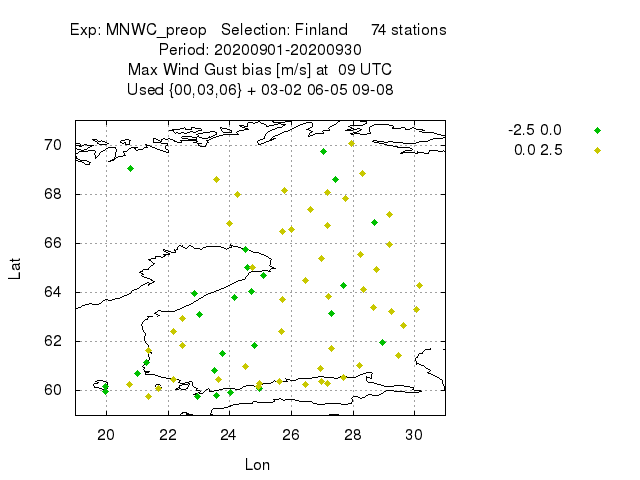 Exp: MNWC_preop   Selection: Finland     74 stations
Period: 20200901-20200930
Max Wind Gust bias [m/s] at  09 UTC
Used {00,03,06} + 03-02 06-05 09-08
-2.5 0.0
0.0 2.5
70
68
66
64
62
60
Lat
20 22 24 26 28 30
Lon